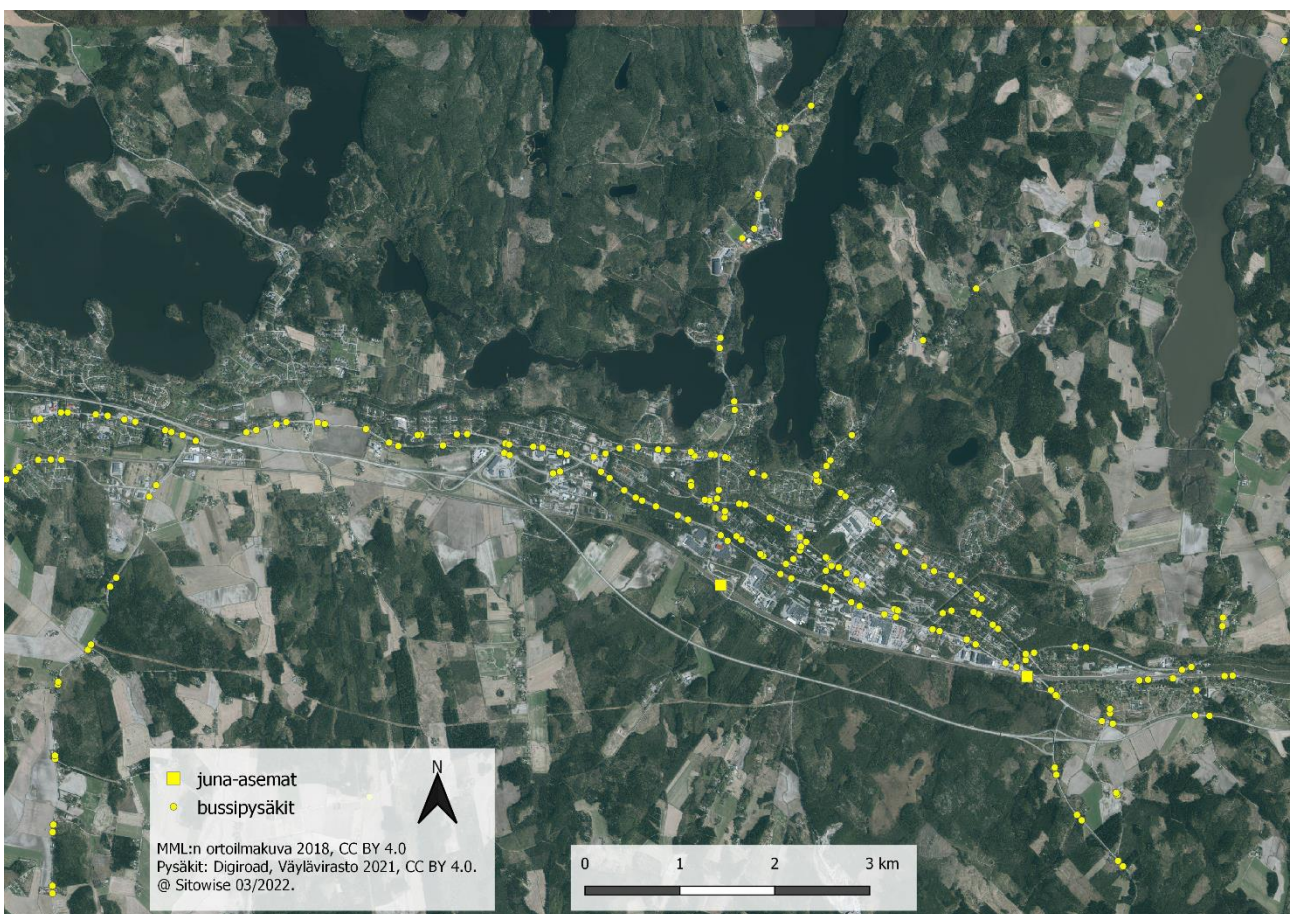 N
juna-asemat
bussipysäkit
MML:n ortoilmakuva 2018, CC BY 4.0
Pysäkit: Digiroad, Väylävirasto 2021, CC BY 4.0.
@ Sitowise 03/2022.
0 1 2 3 km